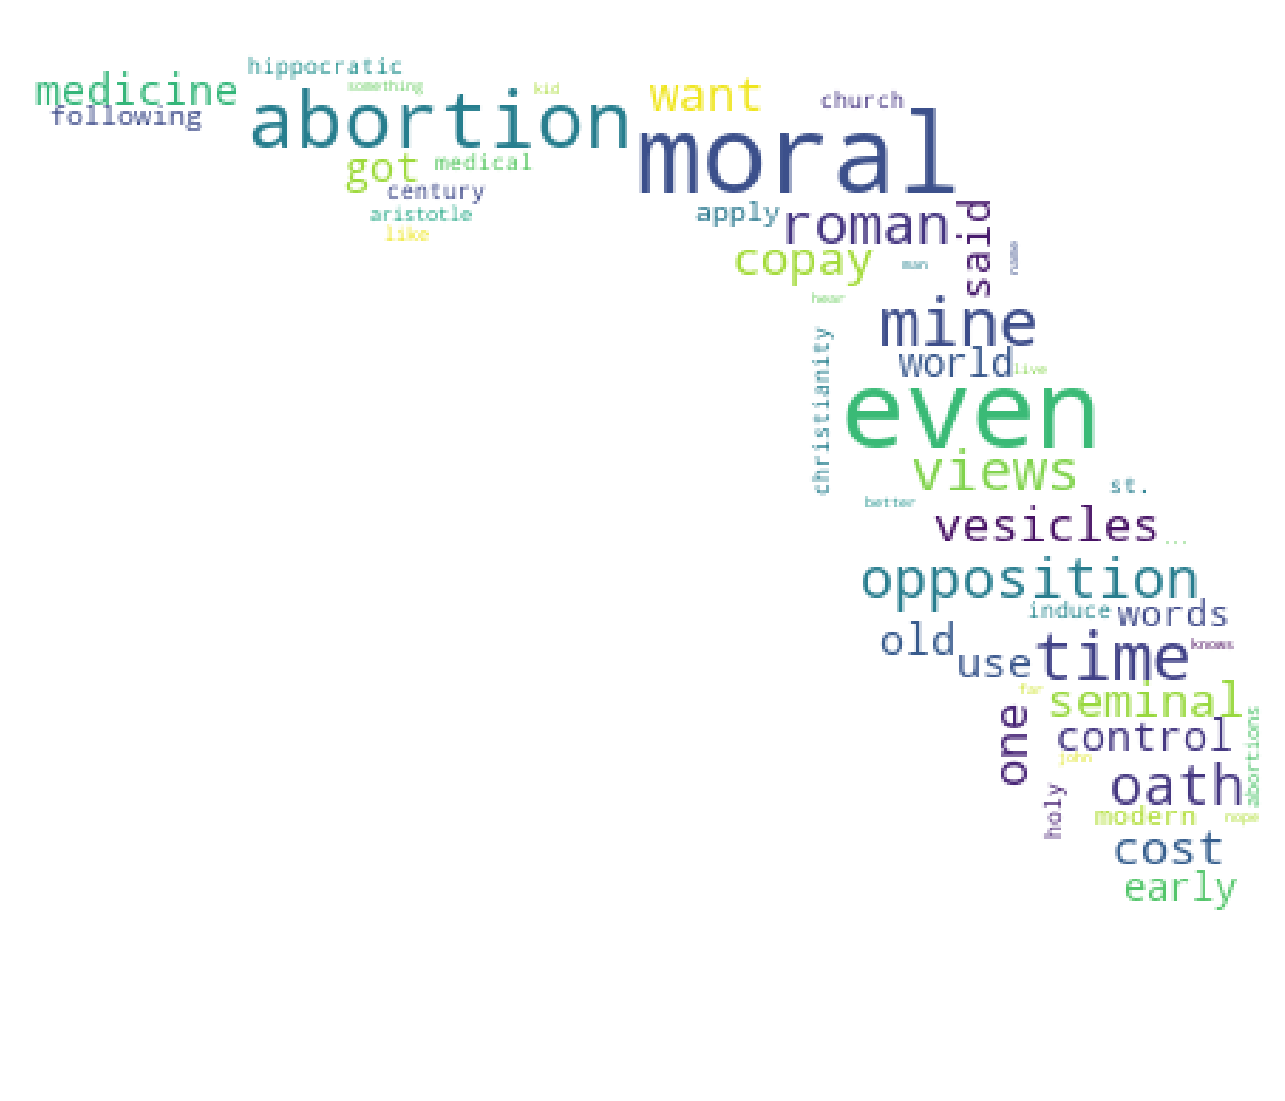 hippocratic
medicine
something
kid
want
church
following
abortion
moral
got
medical
century
aristotle
like
apply
roman
said
copay
man
name
hear
mine
christianity
world
live
even
views
st.
better
vesicles
...
opposition
induce
words
old
use
time
knows
far
seminal
one
control
abortions
john
oath
holy
modern
nope
cost
early